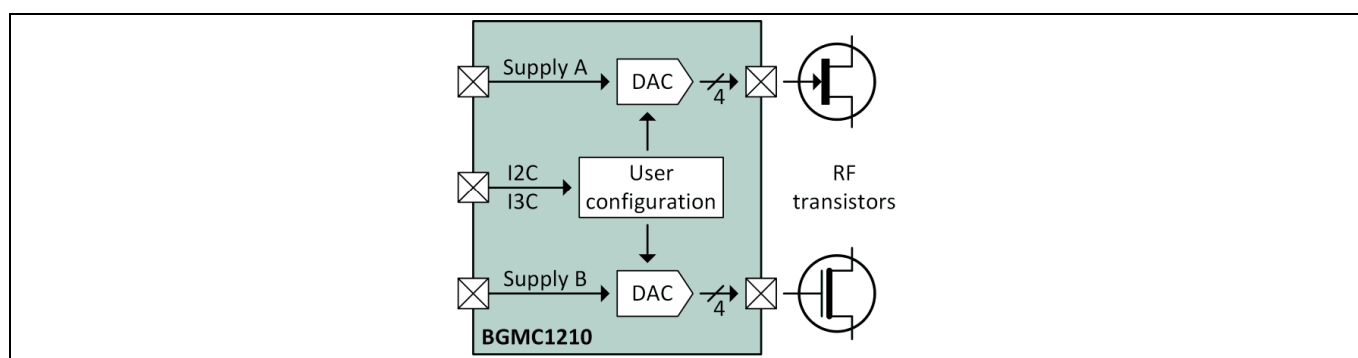 Supply A
DAC
4
I2C
I3C
User
configuration
RF
transistors
Supply B
DAC
4
BGMC1210